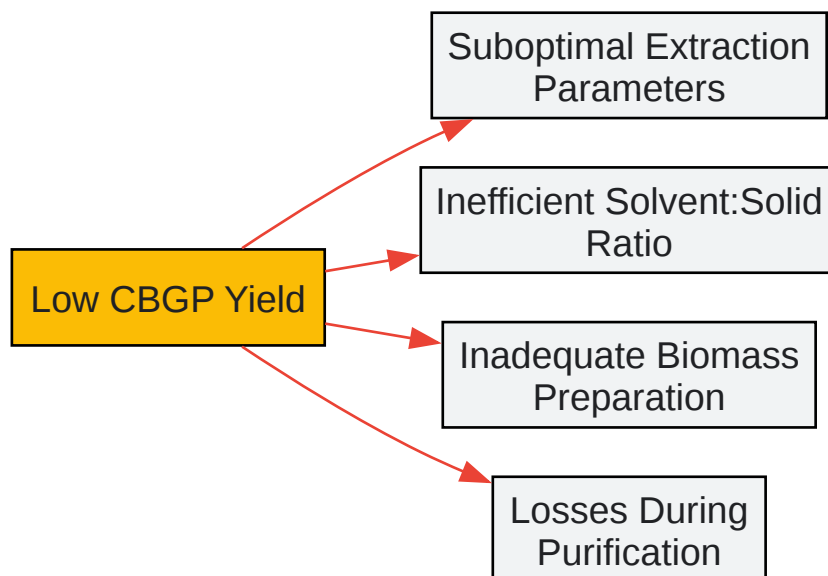 Suboptimal Extraction
Parameters
Inefficient Solvent:Solid
Ratio
Low CBGP Yield
Inadequate Biomass
Preparation
Losses During
Purification